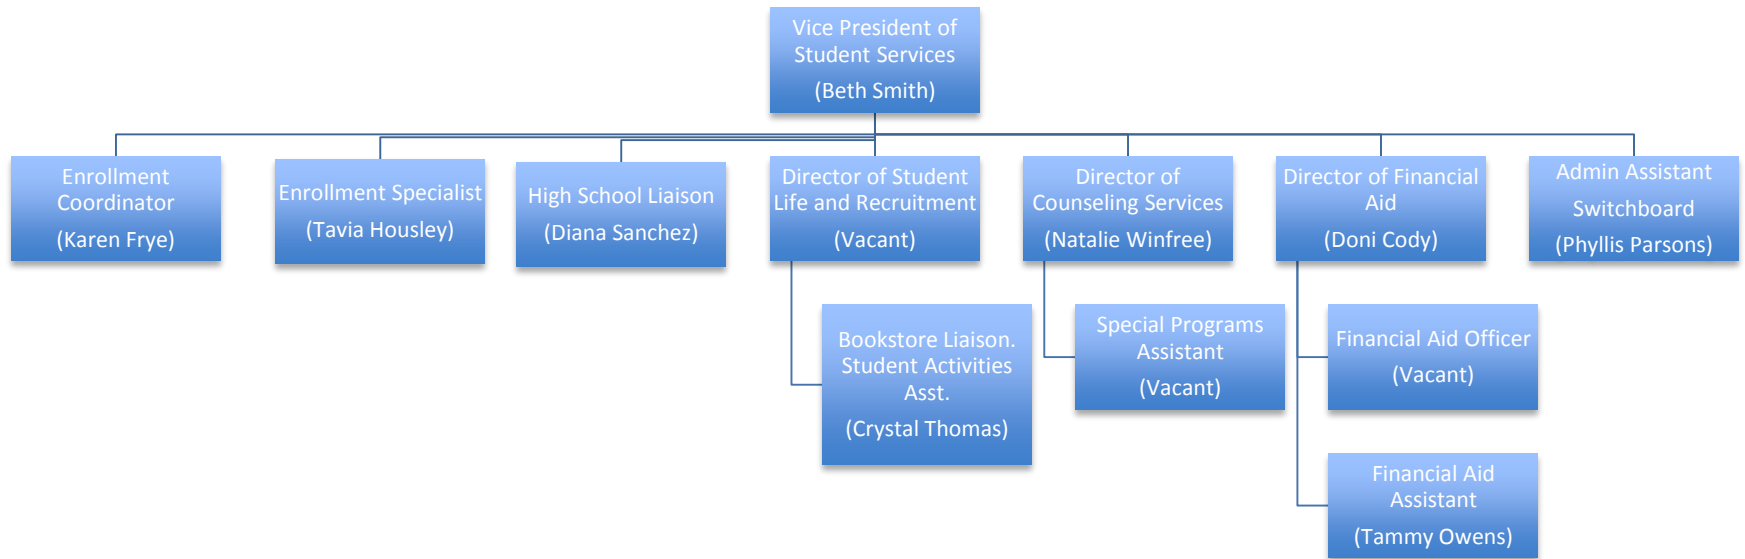 Vice President of
Student Services
(Beth Smith)
Enrollment
Coordinator
(Karen Frye)
Enrollment Specialist
(Tavia Housley)
High School Liaison
(Diana Sanchez)
Director of Student
Life and Recruitment
(Vacant)
Director of
Counseling Services
(Natalie Winfree)
Director of Financial
Aid
(Doni Cody)
Admin Assistant
Switchboard
(Phyllis Parsons)
Bookstore Liaison.
Student Activities
Asst.
(Crystal Thomas)
Special Programs
Assistant
(Vacant)
Financial Aid Officer
(Vacant)
Financial Aid
Assistant
(Tammy Owens)